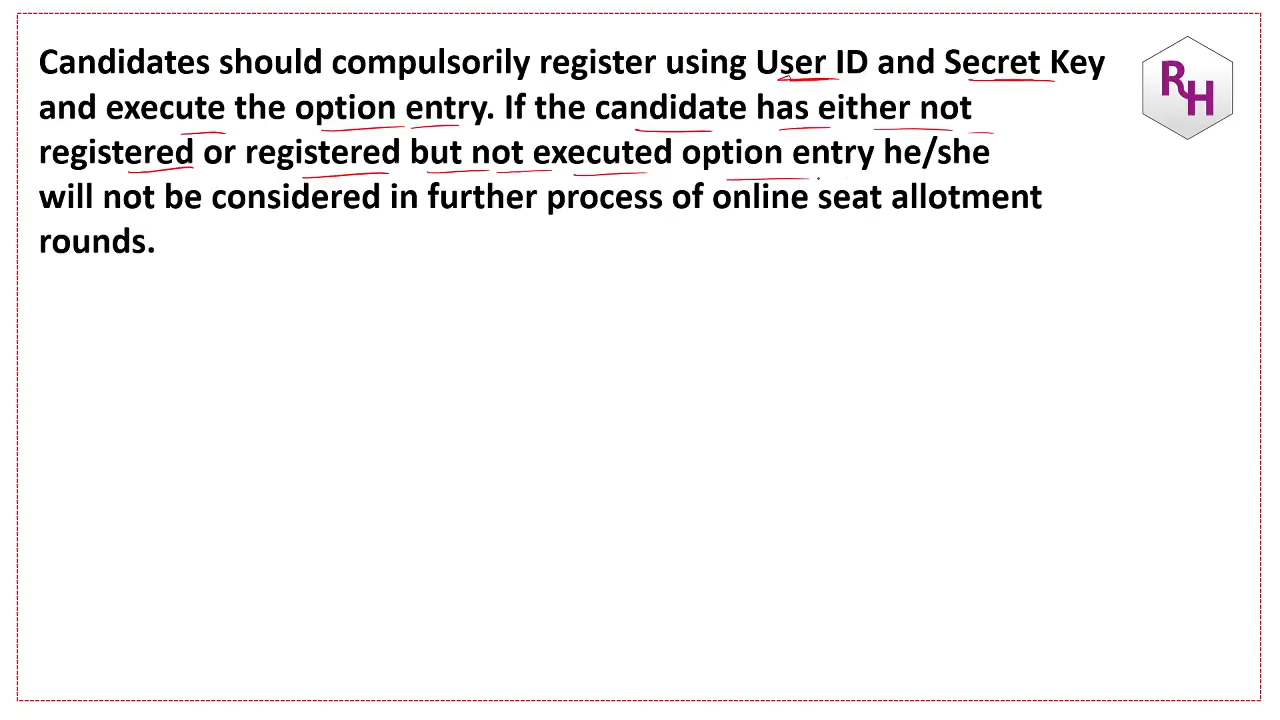 Candidates should compulsorily register using User ID and Secret Key
and execute the option entry. If the candidate has either not
registered or registered but not executed option entry he/she
will not be considered in further process of online seat allotment
rounds.
RH